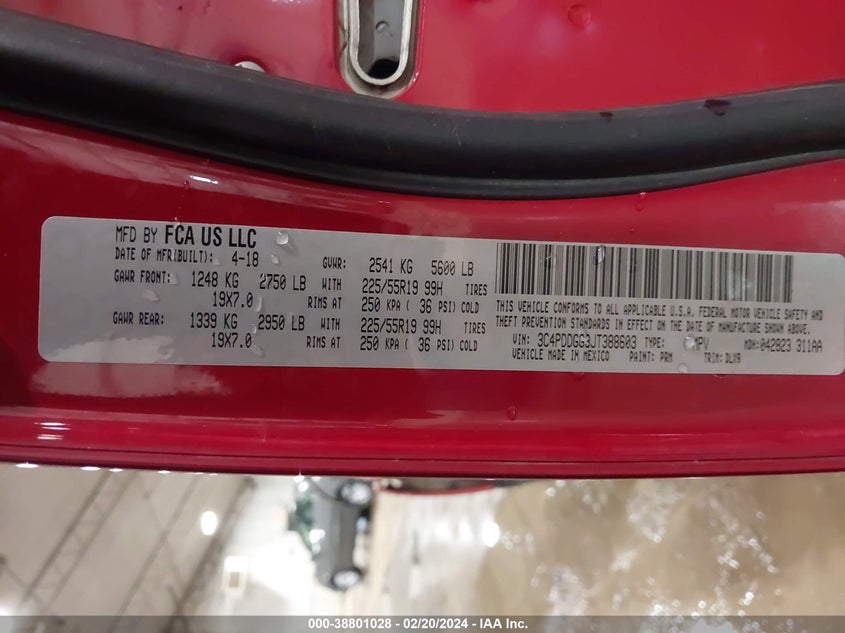 MFD BY FCA US LLC
DATE OF MFR(BUILT): 4-18 GVWR: 2541 KG 5600 LB
GAWR FRONT: 1248 KG 2750 LB WITH 225/55R19 99H TIRES
19X7.0 RIMS AT 250 KPA ( 36 PSI) COLD
GAWR REAR: 1339 KG 2950 LB WITH 225/55R19 99H TIRES
19X7.0 RIMS AT 250 KPA ( 36 PSI) COLD
THIS VEHICLE CONFORMS TO ALL APPLICABLE U.S.A. FEDERAL MOTOR VEHICLE SAFETY AND
THEFT PREVENTION STANDARDS IN EFFECT ON THE DATE OF MANUFACTURE SHOWN ABOVE
VIN: 3C4PDDGG3JT388603 TYPE: MPV MDH:042823 311AA
VEHICLE MADE IN MEXICO PAINT: PRM TRIM: DLX9
000-38801028 - 02/20/2024 - IAA Inc.